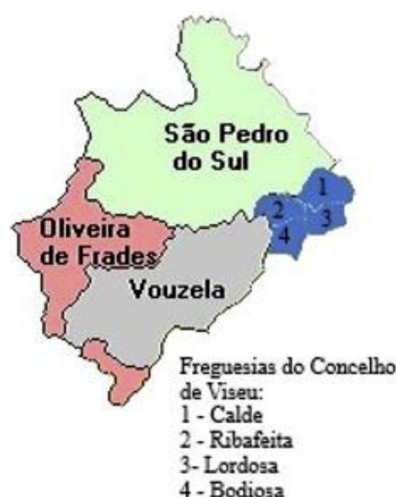 São Pedro
do Sul
1
2
3
4
Oliveira
de Frades
Vouzela
Freguesias do Concelho
de Viseu:
1 - Calde
2 - Ribafeita
3- Lordosa
4 - Bodiosa